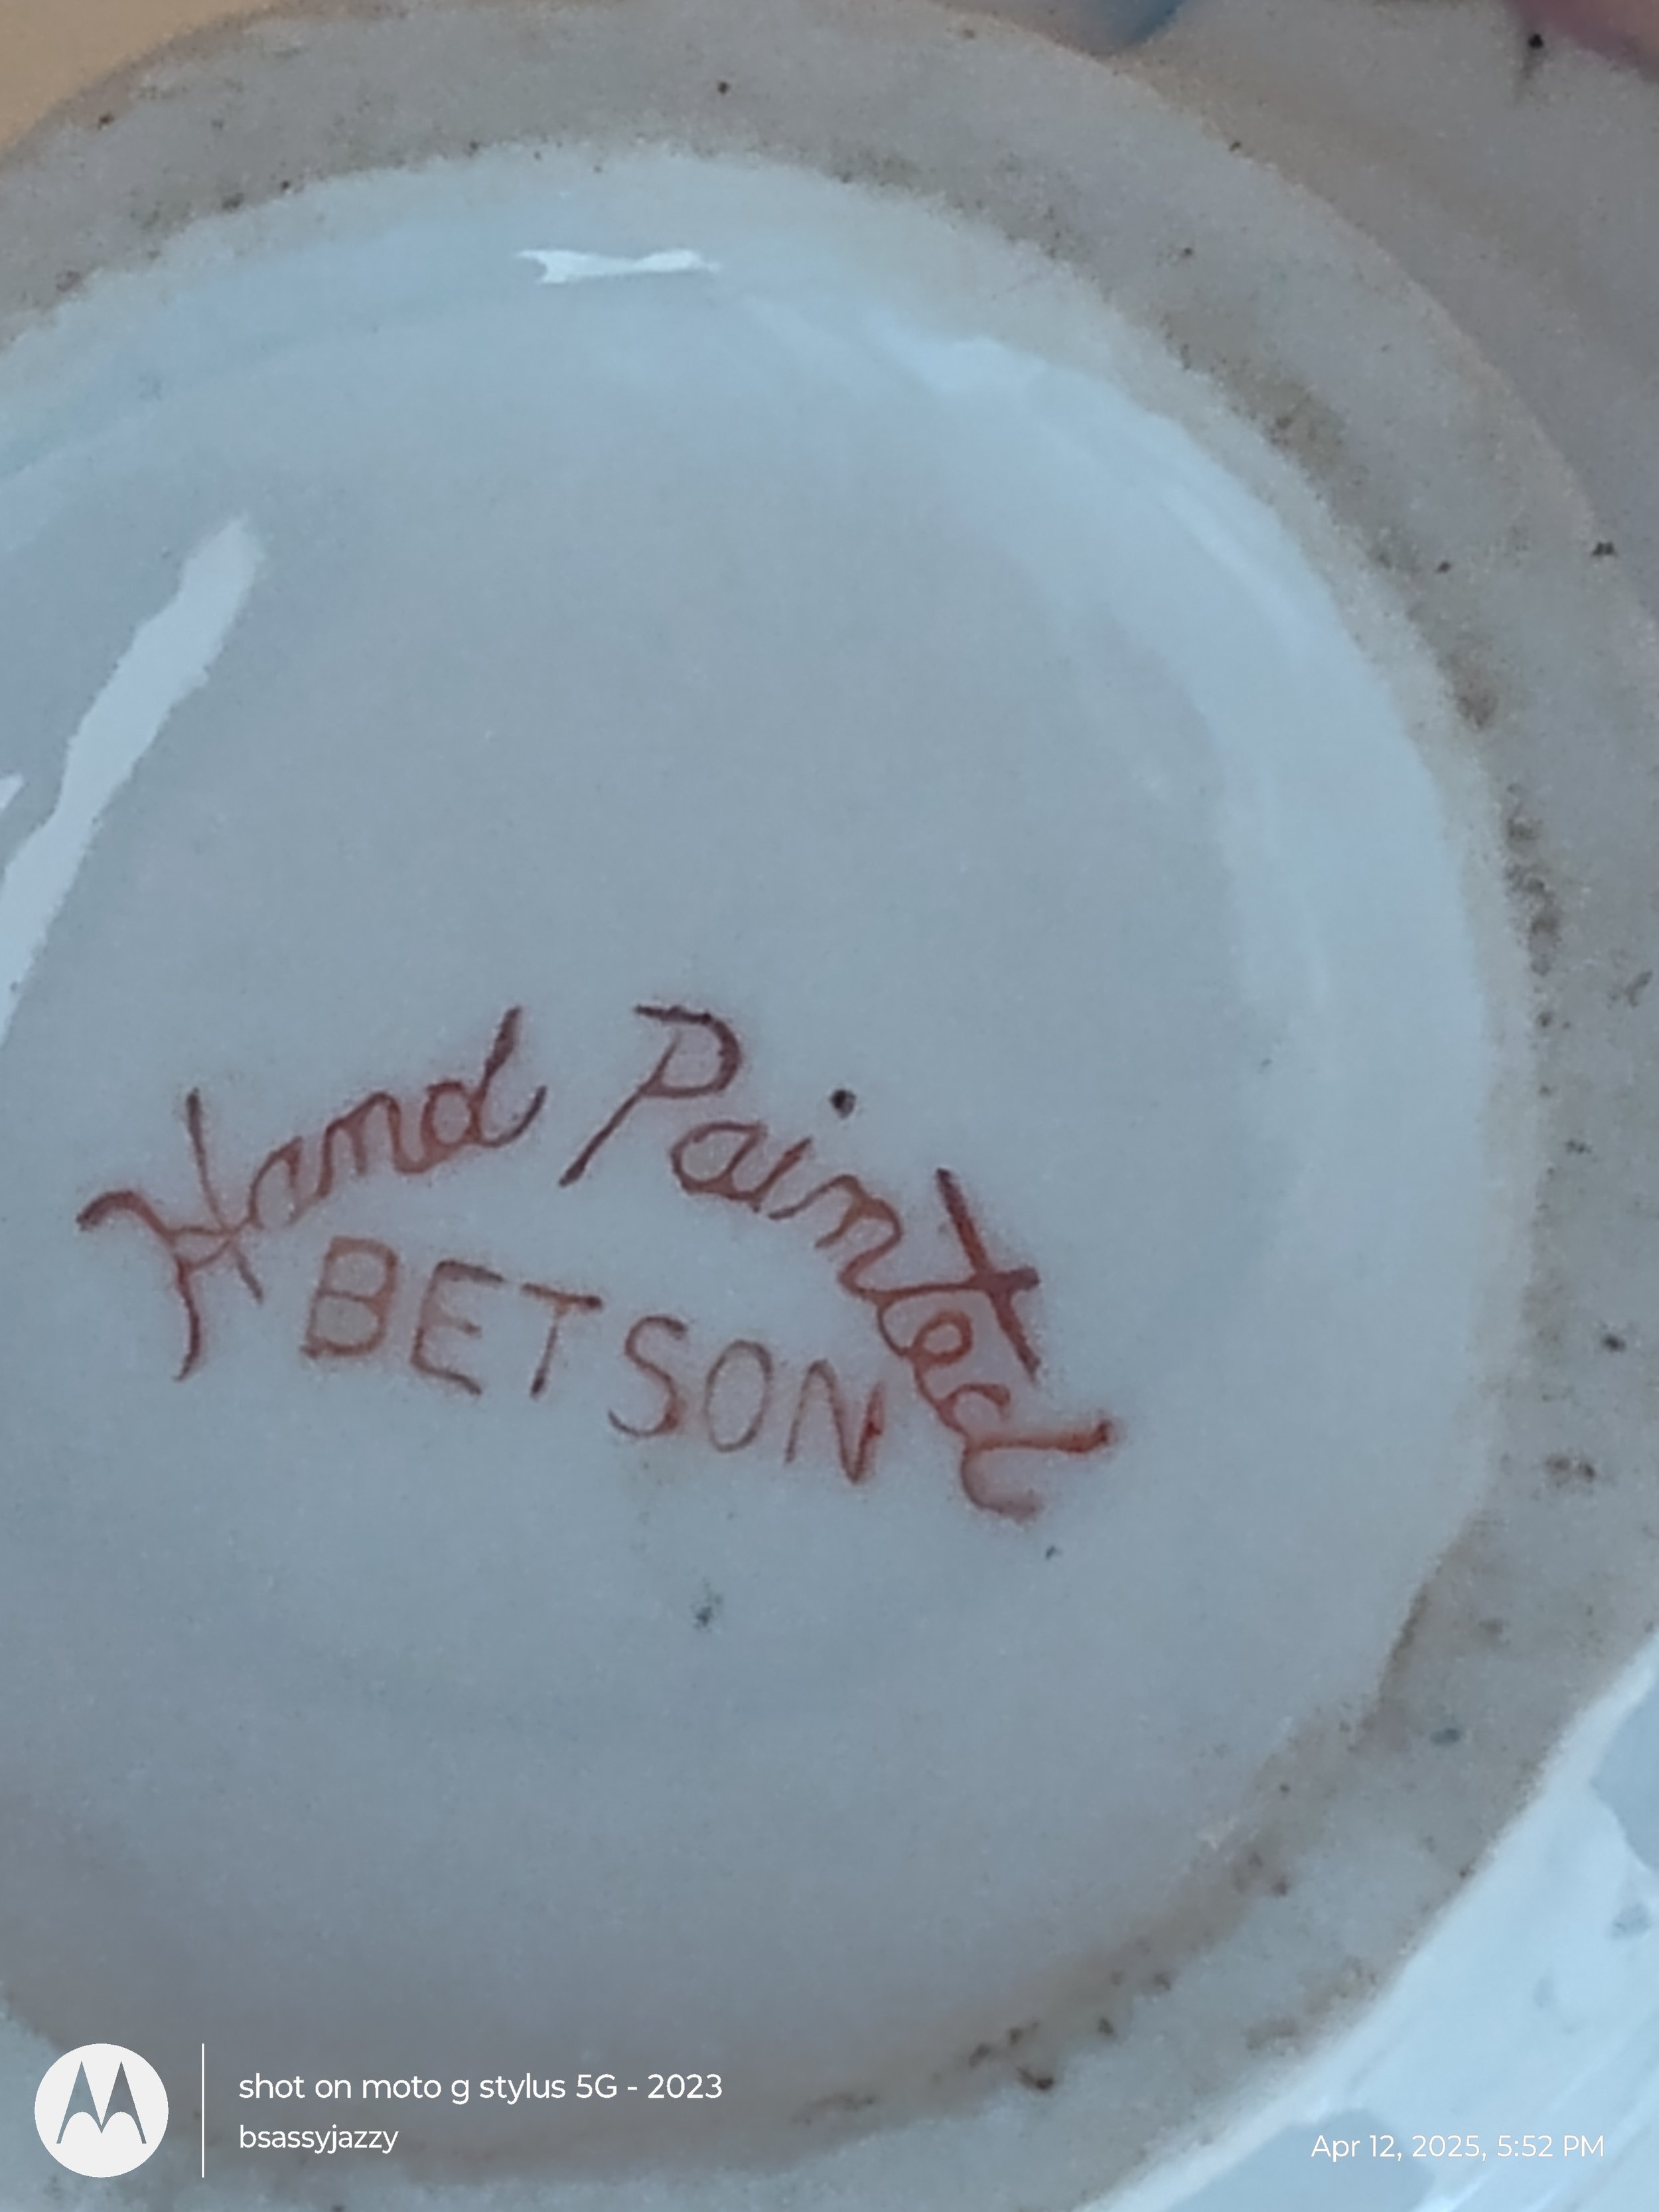 Hand Painted
BETSON
shot on moto g stylus 5G - 2023
bsassyjazzy
Apr 12, 2025, 5:52 PM